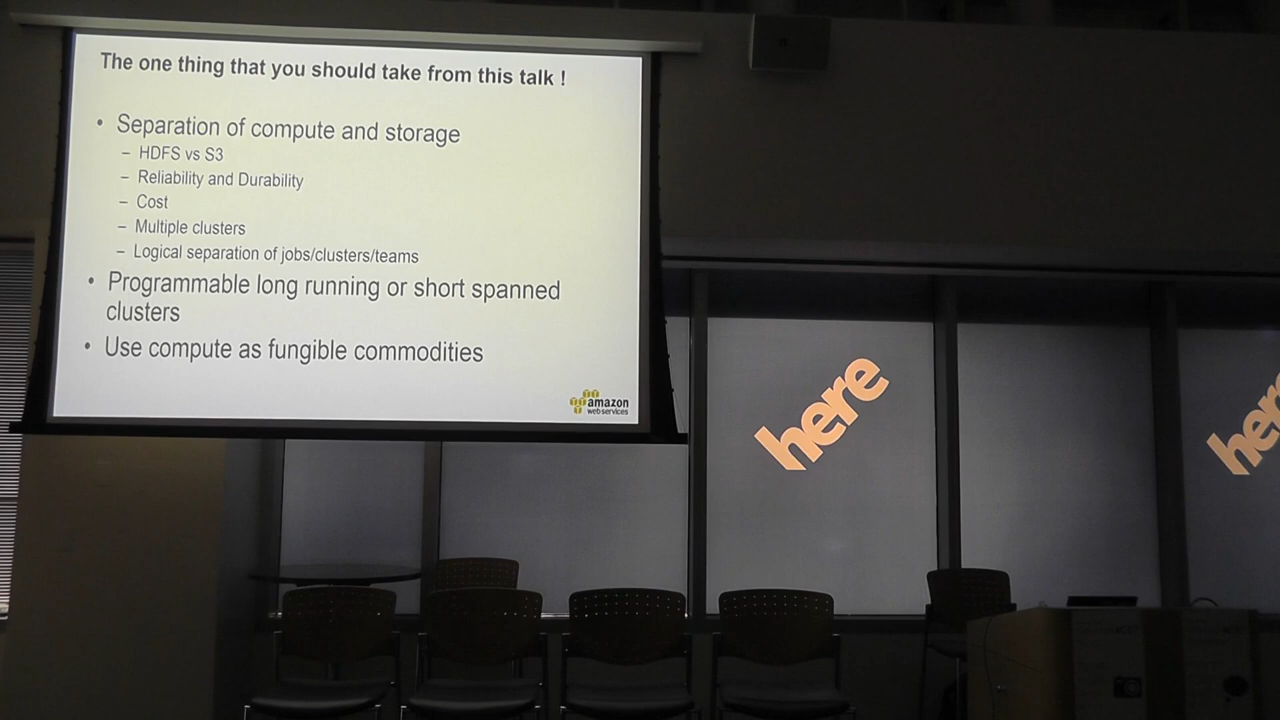 The one thing that you should take from this talk !
• Separation of compute and storage
– HDFS vs S3
– Reliability and Durability
– Cost
– Multiple clusters
– Logical separation of jobs/clusters/teams
• Programmable long running or short spanned
clusters
• Use compute as fungible commodities
amazon
web services
here
here